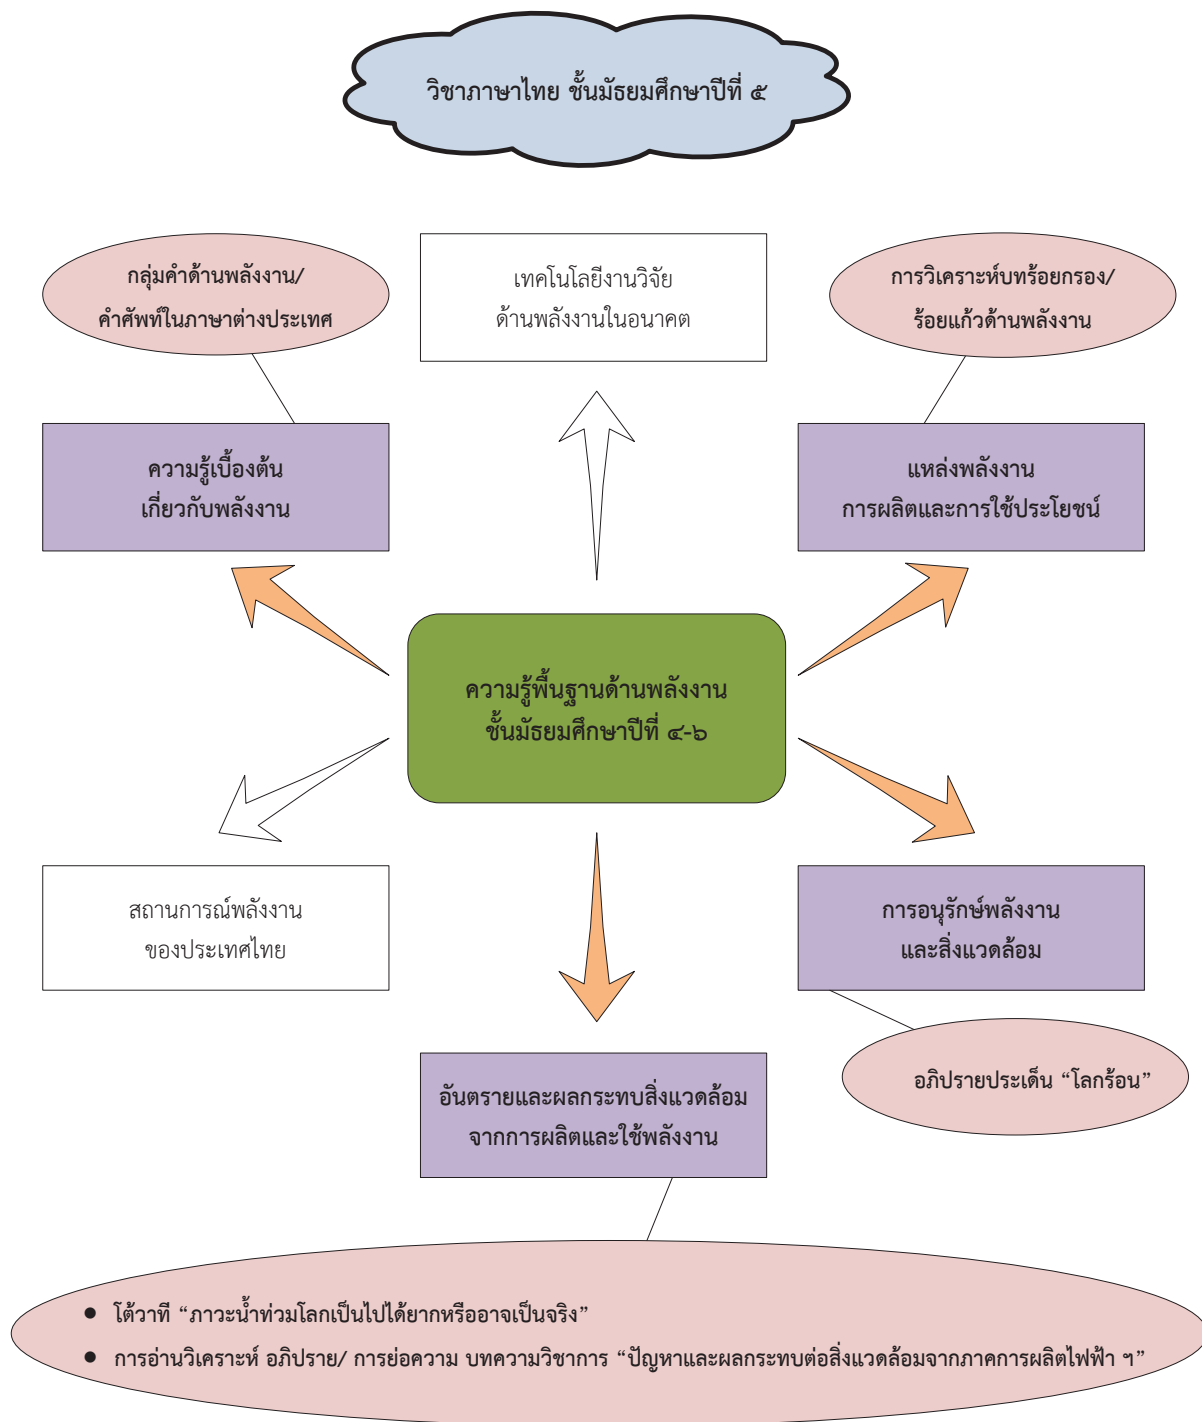 วิชาภาษาไทย ชั้นมัธยมศึกษาปีที่ ๕
กลุ่มคำด้านพลังงาน/
คำศัพท์ในภาษาต่างประเทศ
เทคโนโลยีงานวิจัย
ด้านพลังงานในอนาคต
การวิเคราะห์บทร้อยกรอง/
ร้อยแก้วด้านพลังงาน
ความรู้เบื้องต้น
เกี่ยวกับพลังงาน
แหล่งพลังงาน
การผลิตและการใช้ประโยชน์
ความรู้พื้นฐานด้านพลังงาน
ชั้นมัธยมศึกษาปีที่ ๔-๖
สถานการณ์พลังงาน
ของประเทศไทย
การอนุรักษ์พลังงาน
และสิ่งแวดล้อม
อภิปรายประเด็น “โลกร้อน”
อันตรายและผลกระทบสิ่งแวดล้อม
จากการผลิตและใช้พลังงาน
● โต้วาที “ภาวะน้ำท่วมโลกเป็นไปได้ยากหรืออาจเป็นจริง”
● การอ่านวิเคราะห์ อภิปราย/ การย่อความ บทความวิชาการ “ปัญหาและผลกระทบต่อสิ่งแวดล้อมจากภาคการผลิตไฟฟ้า ฯ”